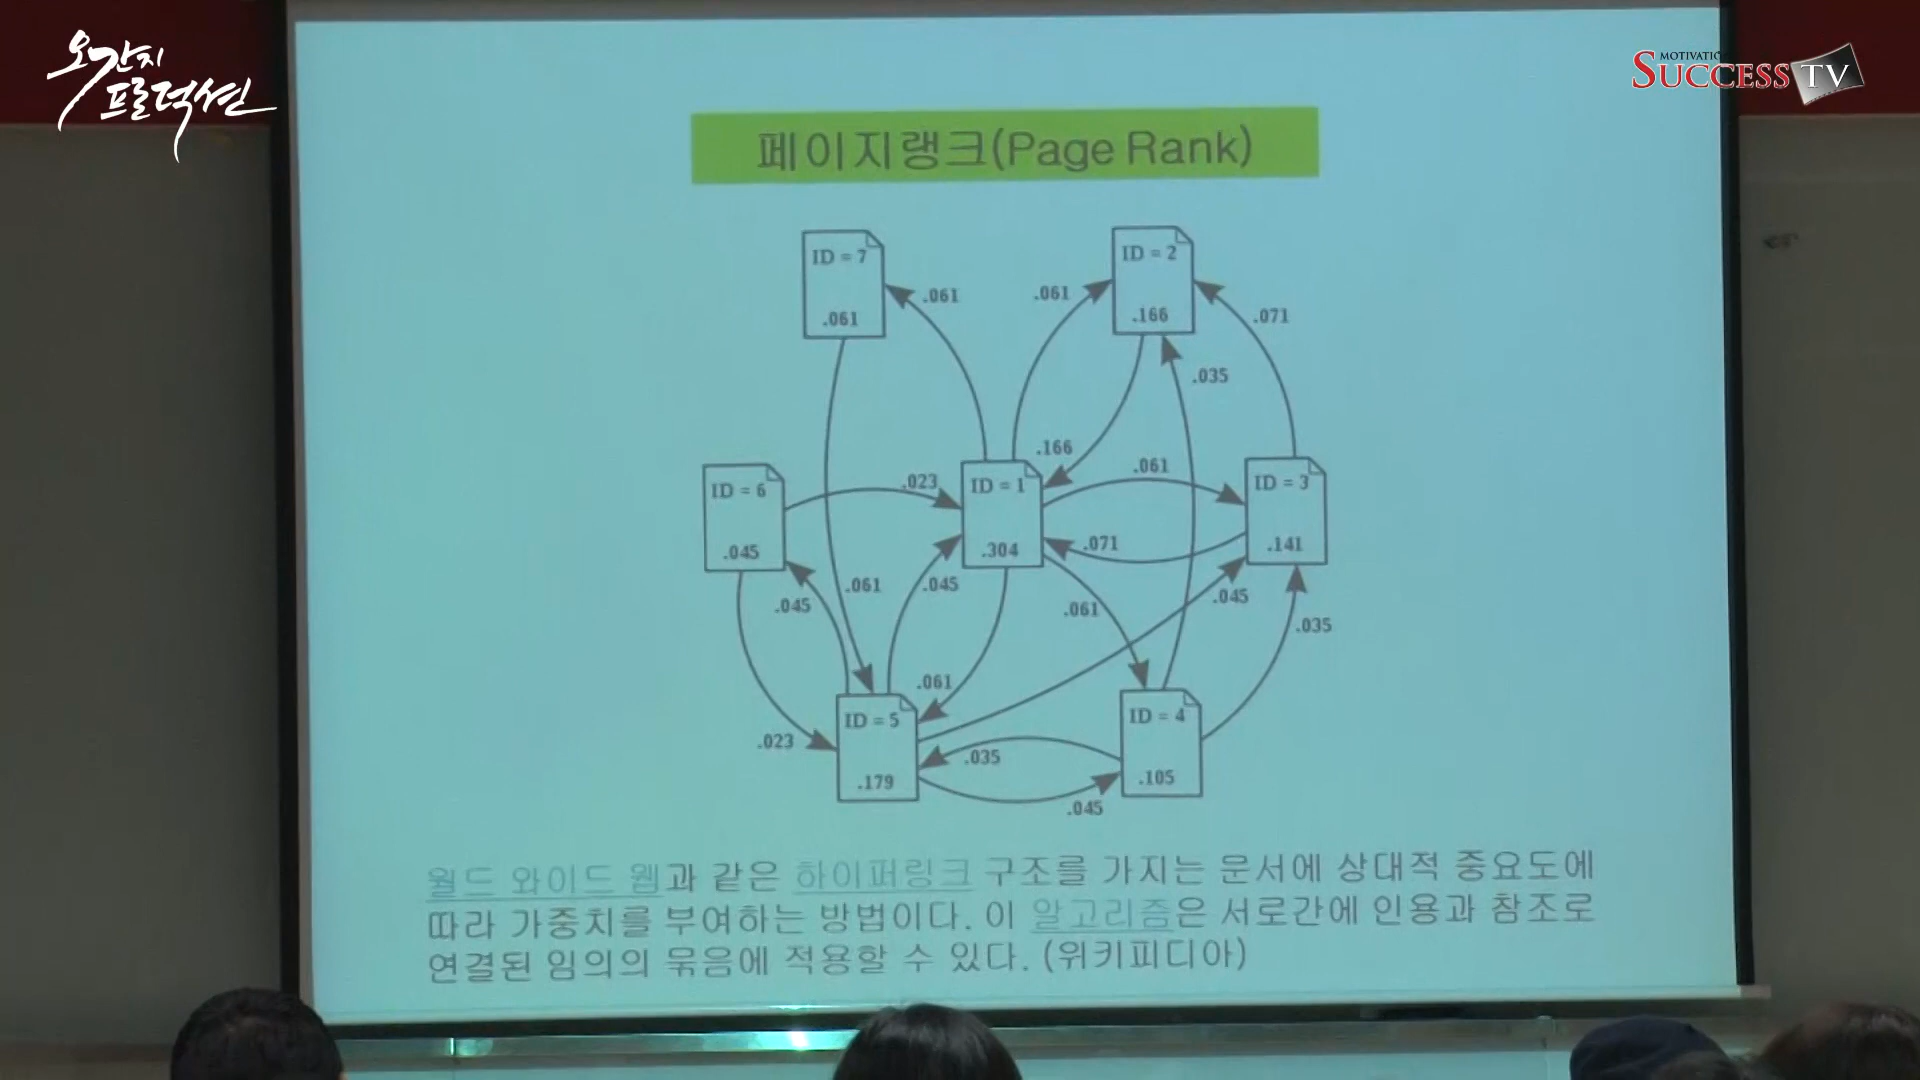 오간지
프로덕션
MOTIVATION
SUCCESS TV
페이지랭크(Page Rank)
ID = 7
.061
ID = 2
.166
.061
.061
.071
.035
.166
.061
ID = 6
.045
.023
ID = 1
.304
ID = 3
.141
.071
.045
.061
.045
.061
.045
.035
.061
ID = 5
.179
ID = 4
.105
.023
.035
.045
월드 와이드 웹과 같은 하이퍼링크 구조를 가지는 문서에 상대적 중요도에
따라 가중치를 부여하는 방법이다. 이 알고리즘은 서로간에 인용과 참조로
연결된 임의의 묶음에 적용할 수 있다. (위키피디아)